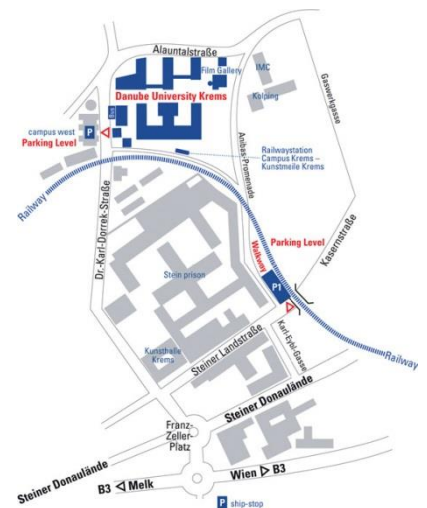 Alauntalstraße
Film Gallery
IMC
Kolping
Gaswerkgasse
Danube University Krems
Bus
campus west
P
Parking Level
Railwaystation
Campus Krems –
Kunstmeile Krems
Anibas-Promenade
Railway
Dr.-Karl-Dorrek-Straße
Stein prison
Walkway
Parking Level
Kasernstraße
P1
Kunsthalle
Krems
Steiner Landstraße
Karl-Eybl-Gasse
Railway
Steiner Donaulände
Franz-
Zeller-
Platz
Steiner Donaulände
B3 ◁ Melk
Wien ▷ B3
P ship-stop